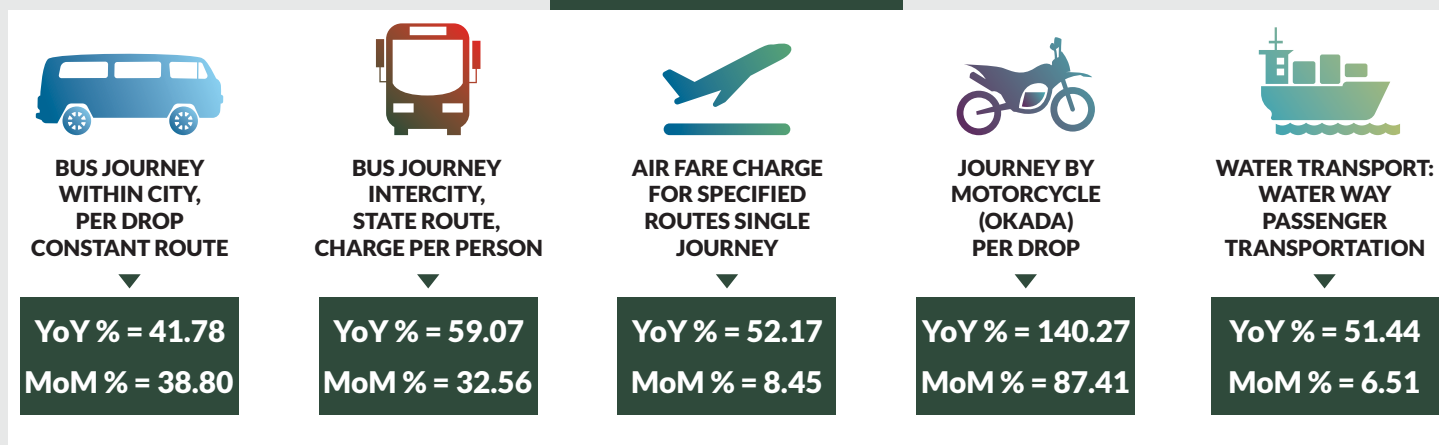 BUS JOURNEY
WITHIN CITY,
PER DROP
CONSTANT ROUTE
YoY % = 41.78
MoM % = 38.80
BUS JOURNEY
INTERCITY,
STATE ROUTE,
CHARGE PER PERSON
YoY % = 59.07
MoM % = 32.56
AIR FARE CHARGE
FOR SPECIFIED
ROUTES SINGLE
JOURNEY
YoY % = 52.17
MoM % = 8.45
JOURNEY BY
MOTORCYCLE
(OKADA)
PER DROP
YoY % = 140.27
MoM % = 87.41
WATER TRANSPORT:
WATER WAY
PASSENGER
TRANSPORTATION
YoY % = 51.44
MoM % = 6.51